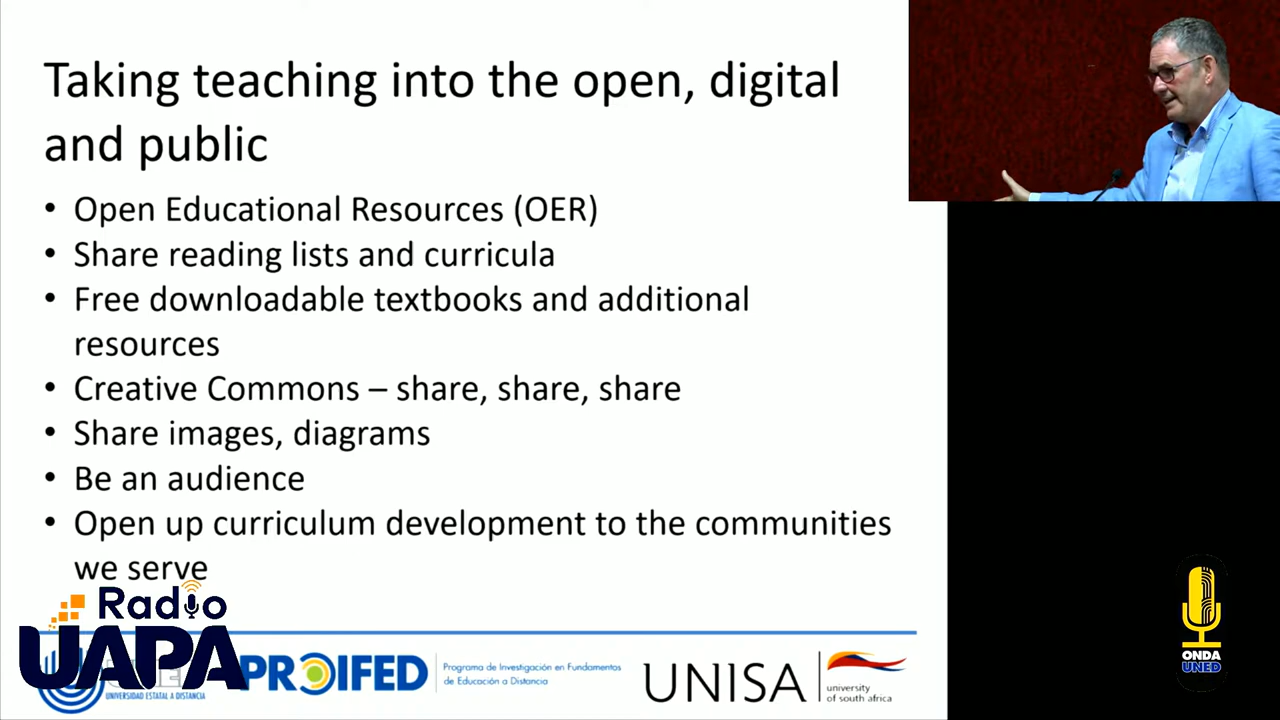 Taking teaching into the open, digital
and public
• Open Educational Resources (OER)
• Share reading lists and curricula
• Free downloadable textbooks and additional
resources
• Creative Commons – share, share, share
• Share images, diagrams
• Be an audience
• Open up curriculum development to the communities
we serve
Radio
UAPA
UNIVERSIDAD ESTATAL A DISTANCIA
PROIFED
Programa de Investigación en Fundamentos
de Educación a Distancia
UNISA
university
of south africa
ONDA
UNED